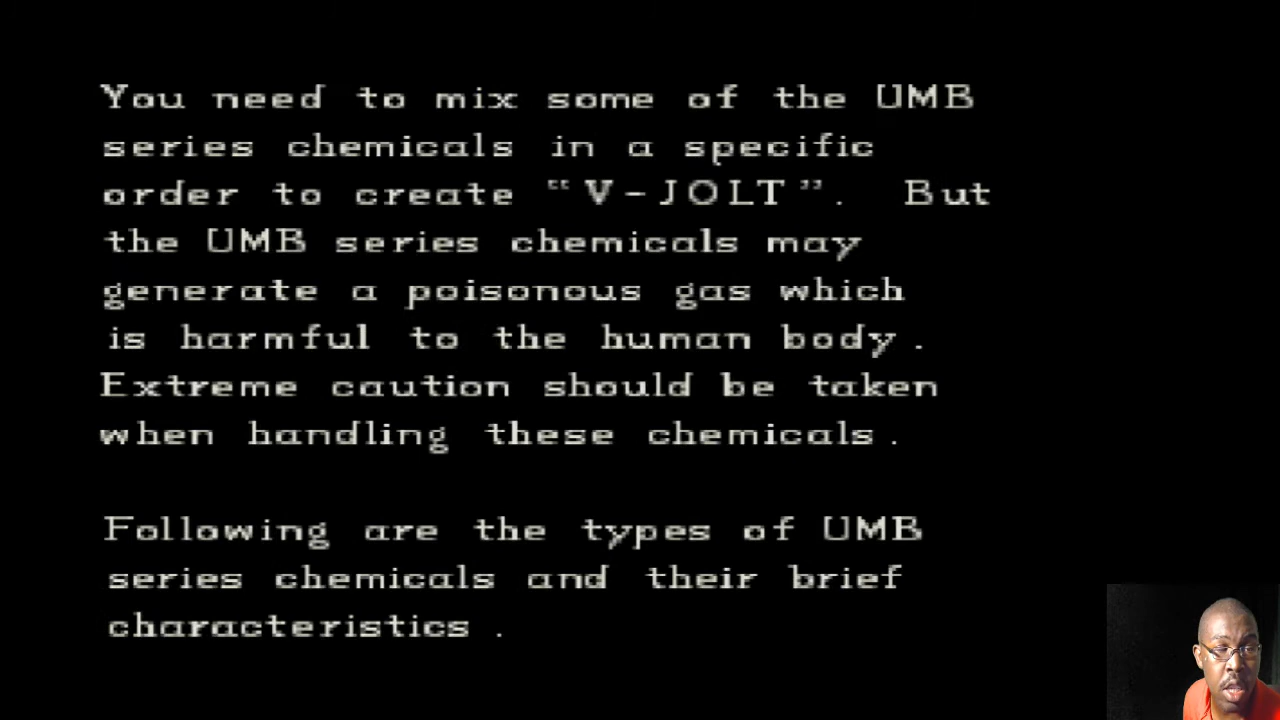 You need to mix some of the UMB
series chemicals in a specific
order to create “V-JOLT”. But
the UMB series chemicals may
generate a poisonous gas which
is harmful to the human body.
Extreme caution should be taken
when handling these chemicals.
Following are the types of UMB
series chemicals and their brief
characteristics.